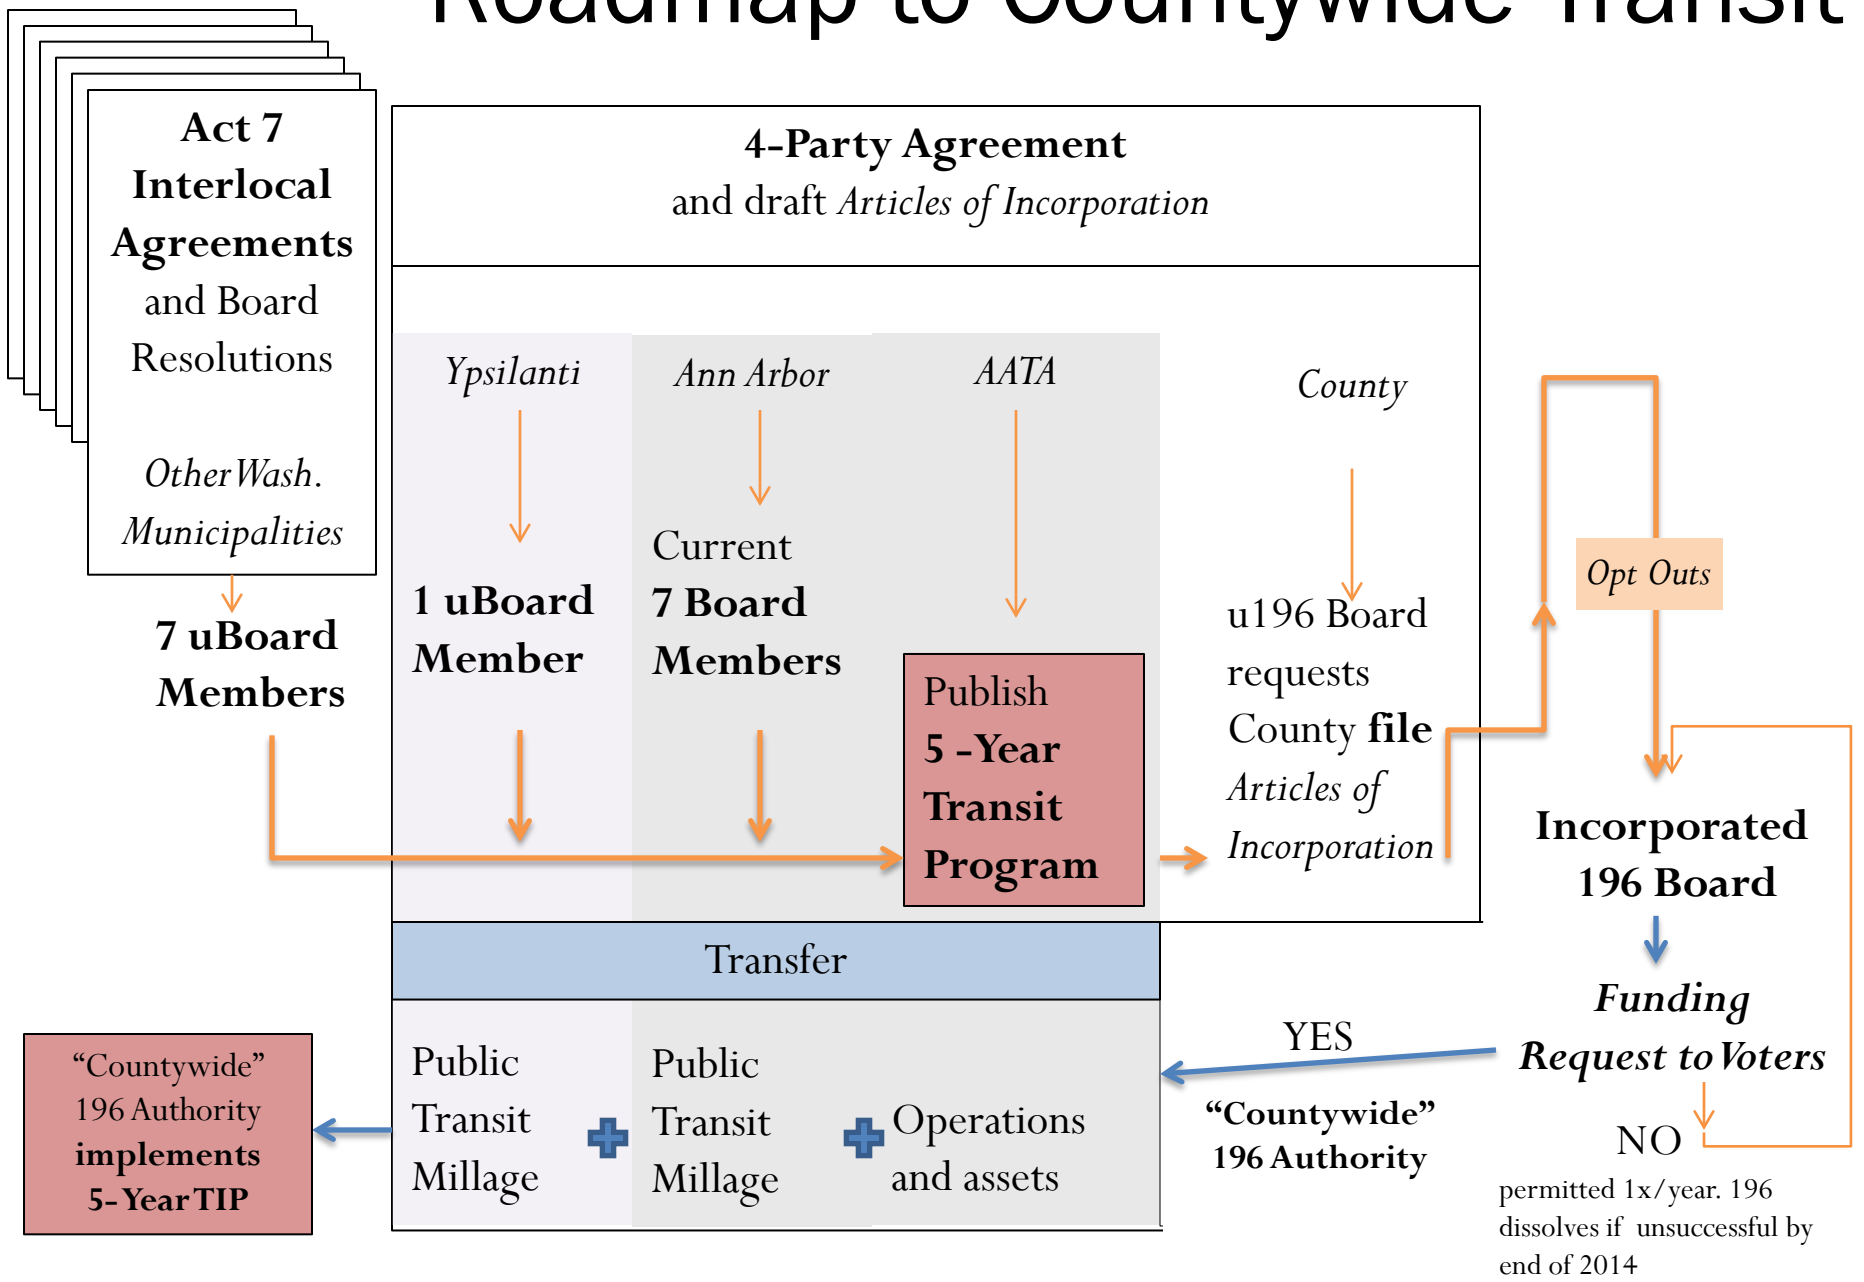 Roadmap to Countywide Transit
Act 7
Interlocal
Agreements
and Board
Resolutions
Other Wash.
Municipalities
7 uBoard
Members
4-Party Agreement
and draft Articles of Incorporation
Ypsilanti
1 uBoard
Member
Ann Arbor
Current
7 Board
Members
AATA
Publish
5 -Year
Transit
Program
County
u196 Board
requests
County file
Articles of
Incorporation
Opt Outs
Incorporated
196 Board
Funding
Request to Voters
NO
permitted 1x/year. 196
dissolves if unsuccessful by
end of 2014
YES
“Countywide”
196 Authority
Transfer
Public
Transit
Millage
Public
Transit
Millage
Operations
and assets
“Countywide”
196 Authority
implements
5-Year TIP